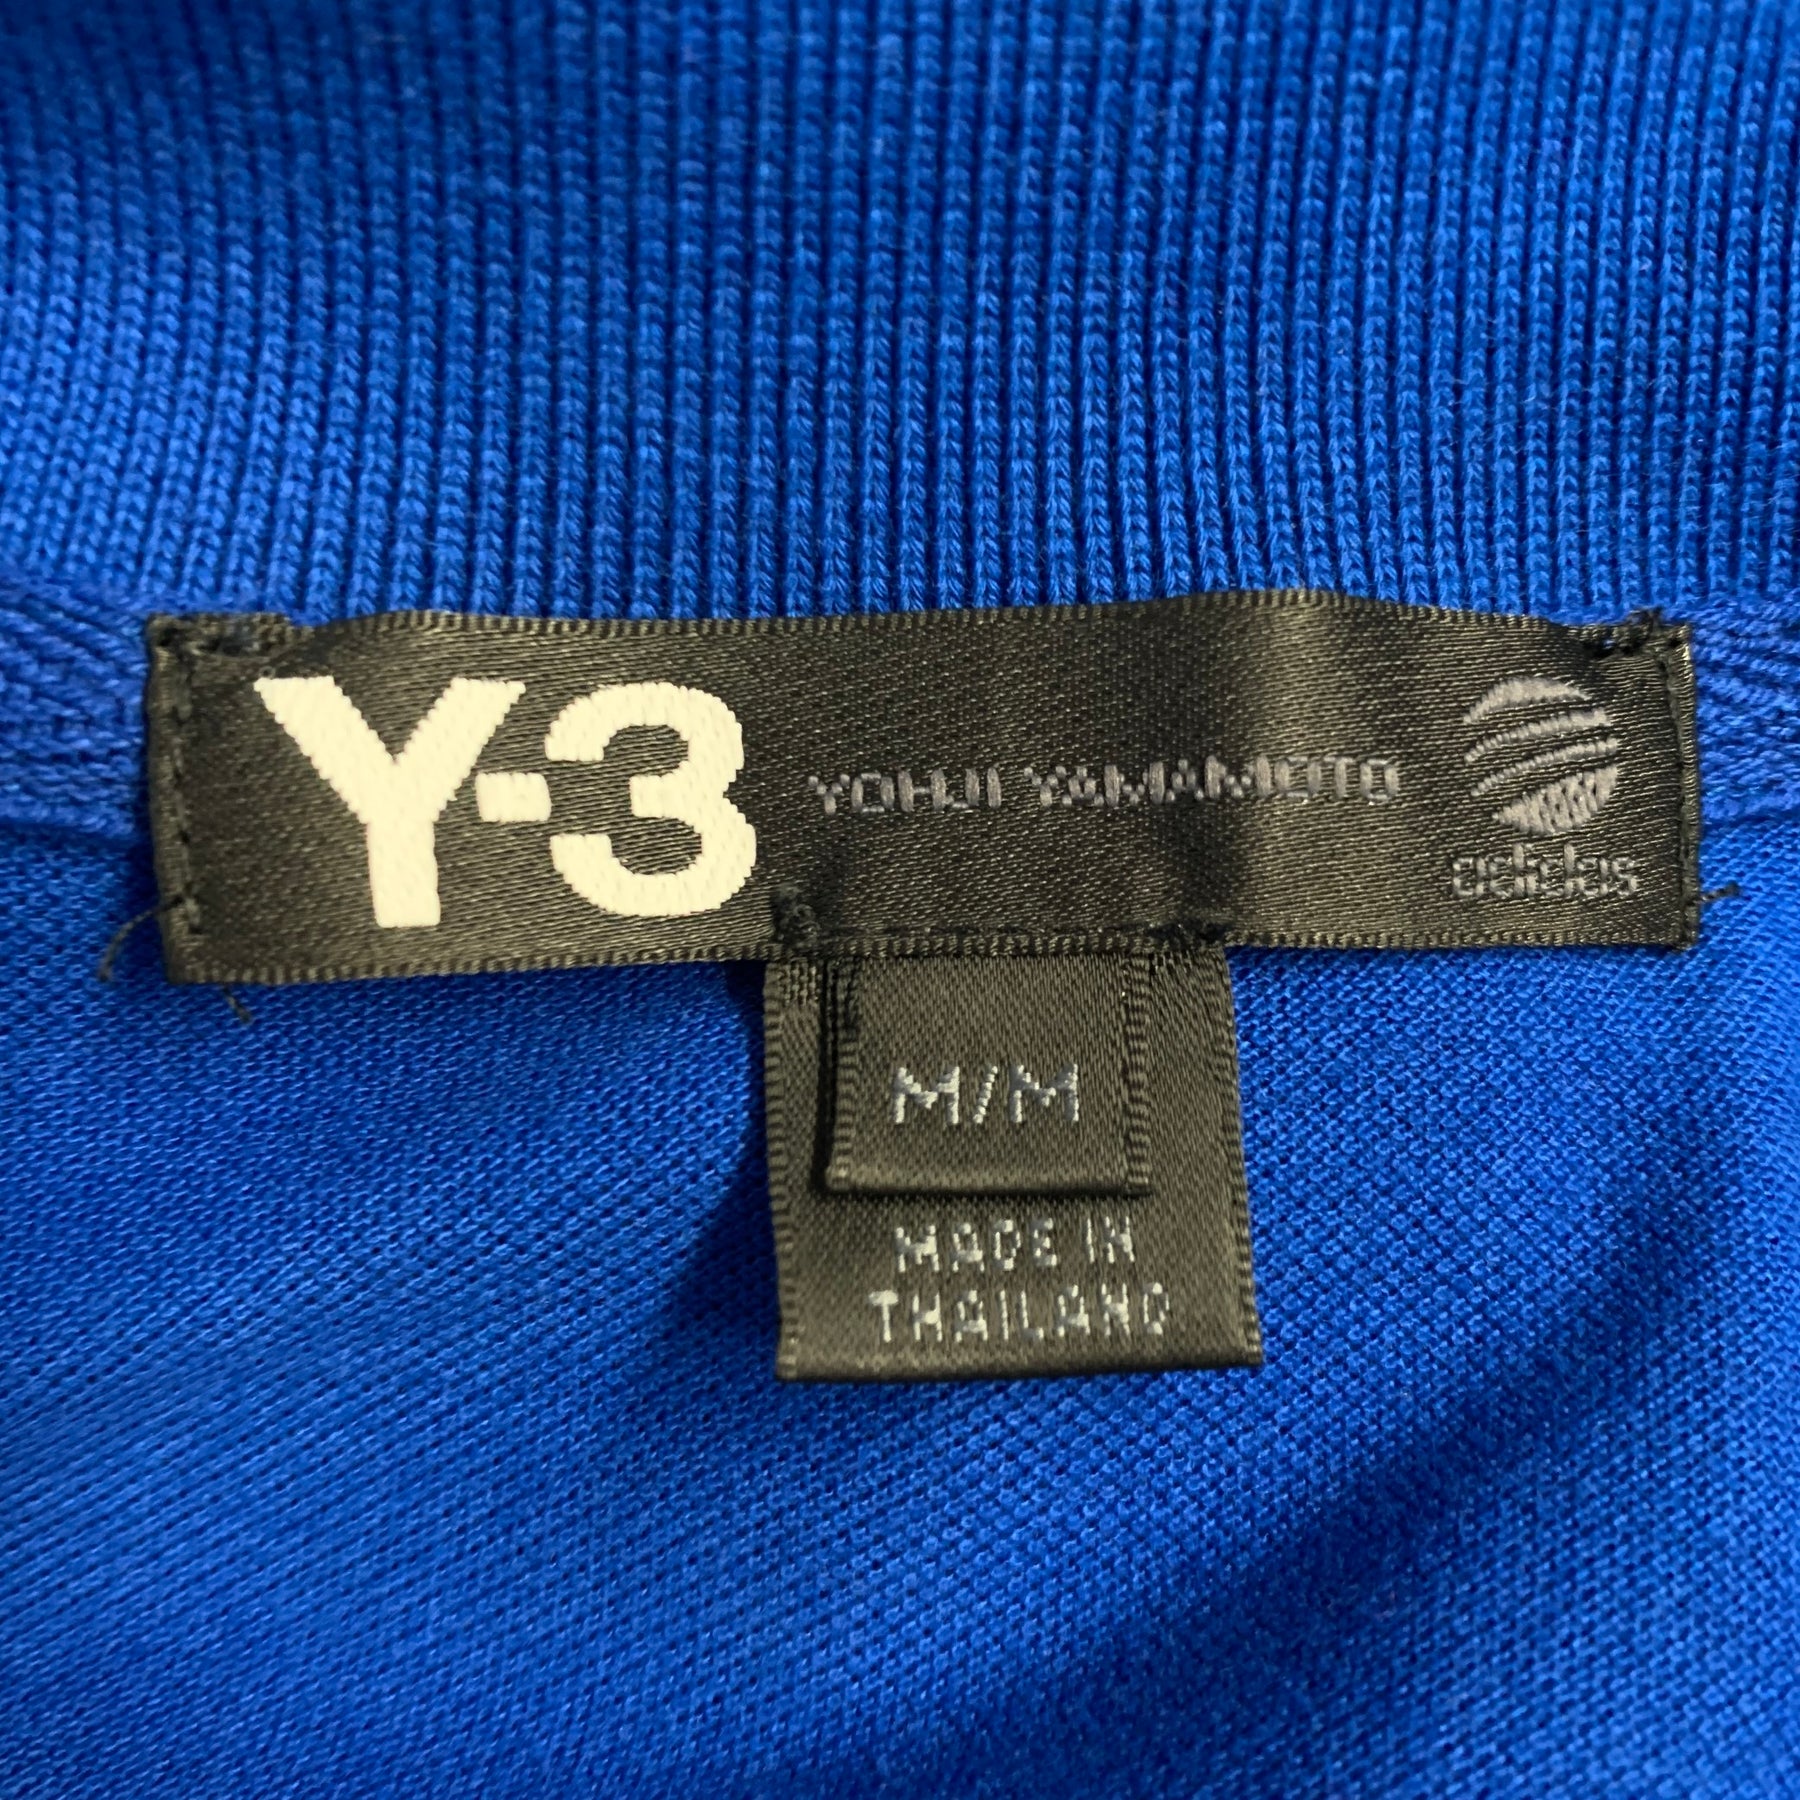 Y-3 YOHJI YAMAMOTO
adidas
M/M
MADE IN
THAILAND